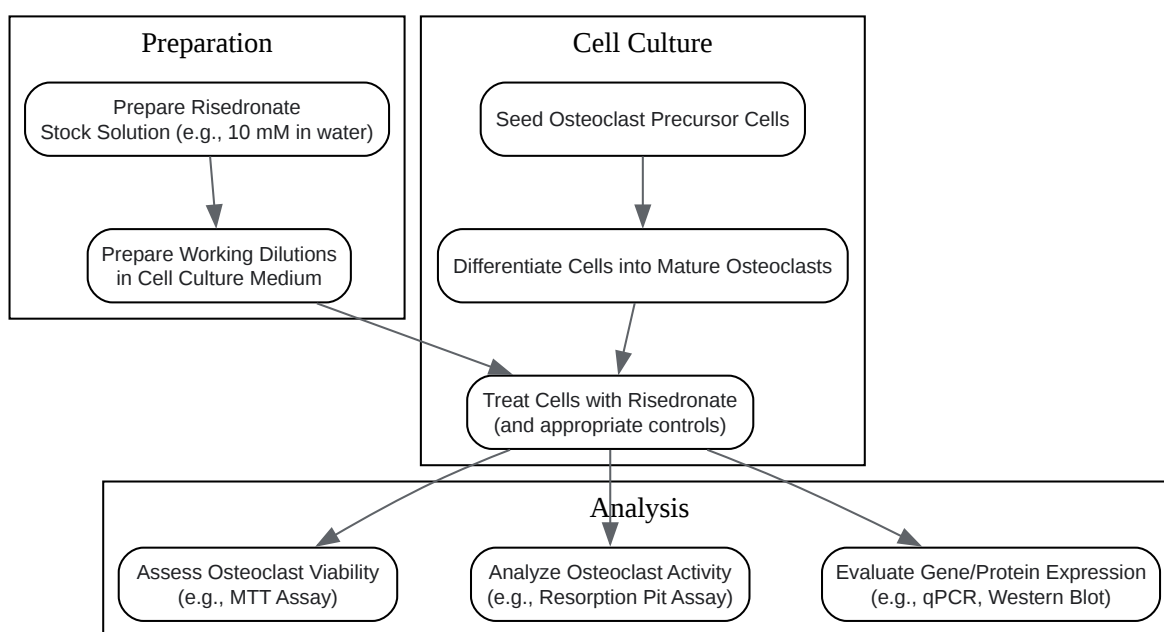 Preparation
Prepare Risedronate
Stock Solution (e.g., 10 mM in water)
Prepare Working Dilutions
in Cell Culture Medium
Cell Culture
Seed Osteoclast Precursor Cells
Differentiate Cells into Mature Osteoclasts
Treat Cells with Risedronate
(and appropriate controls)
Analysis
Assess Osteoclast Viability
(e.g., MTT Assay)
Analyze Osteoclast Activity
(e.g., Resorption Pit Assay)
Evaluate Gene/Protein Expression
(e.g., qPCR, Western Blot)